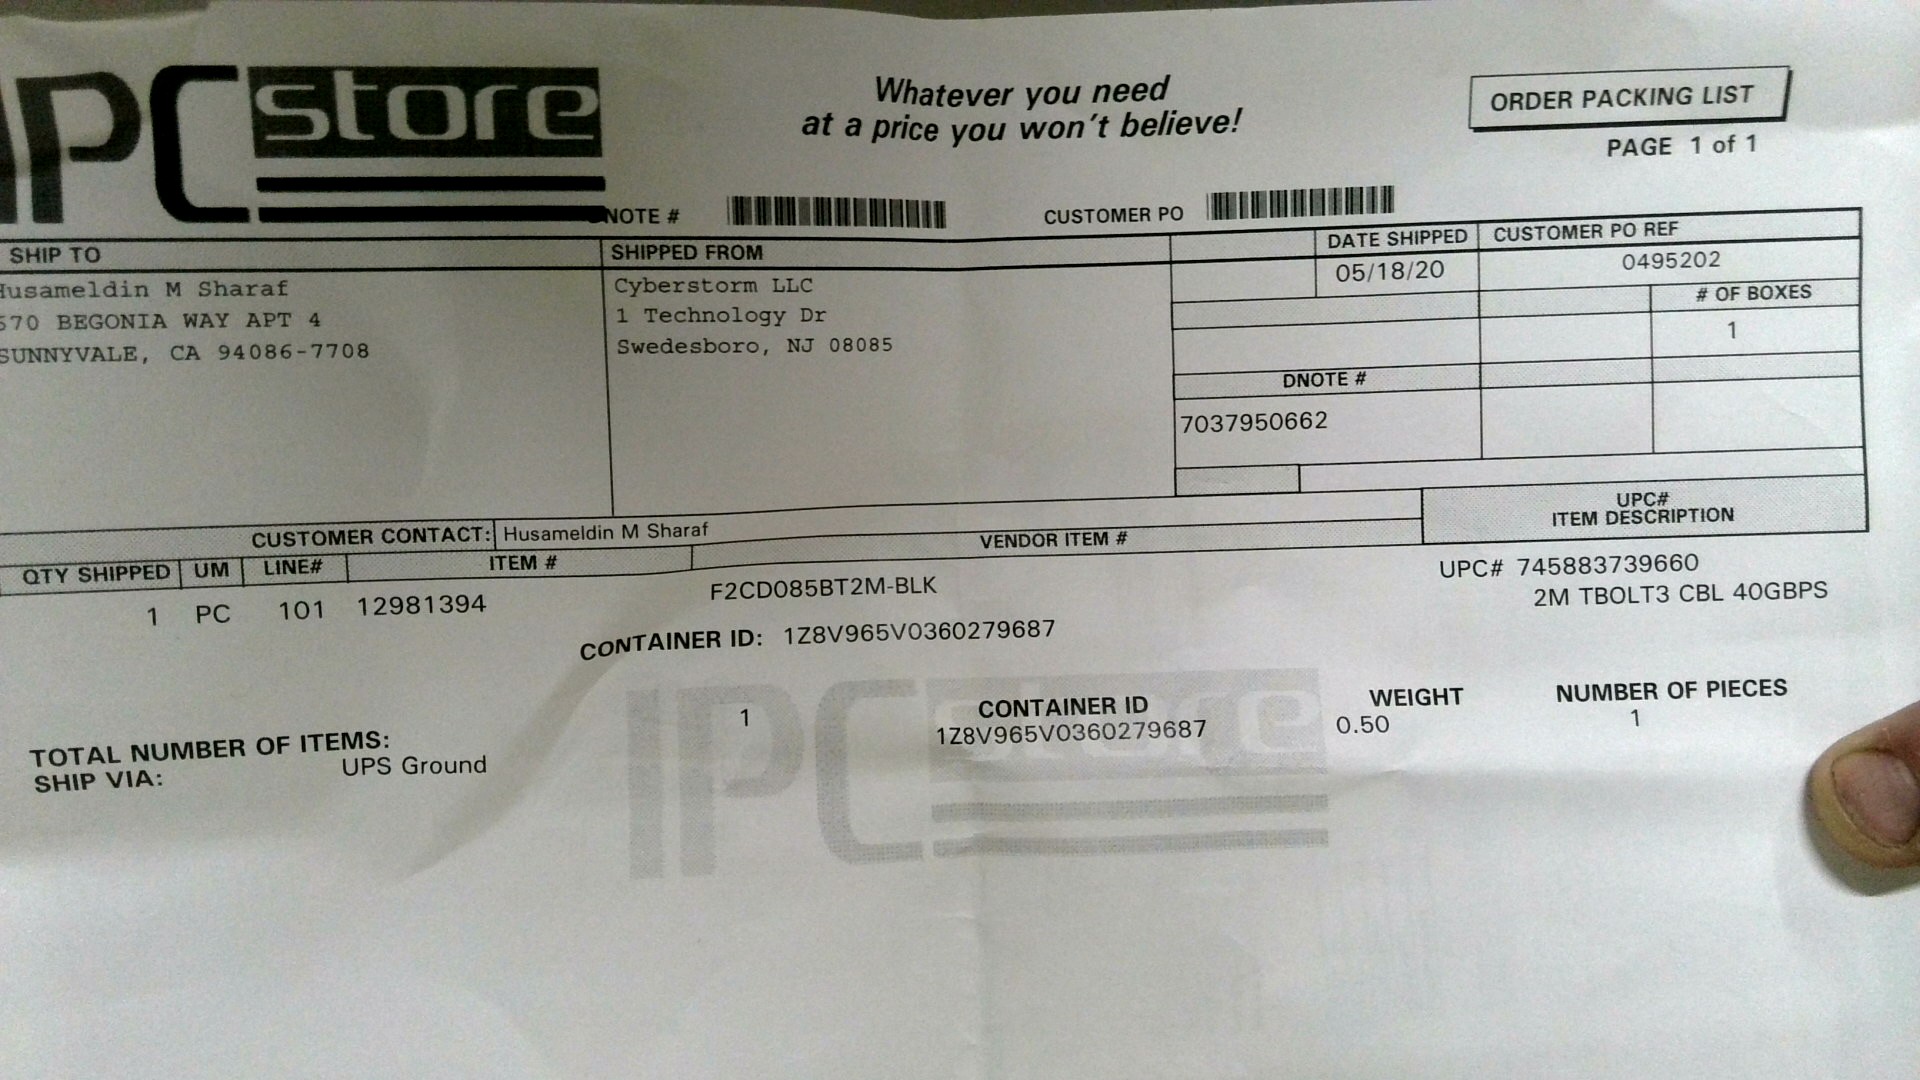 IPCstore
Whatever you need
at a price you won't believe!
ORDER PACKING LIST
PAGE 1 of 1
DNOTE #
CUSTOMER PO
SHIP TO
Husameldin M Sharaf
570 BEGONIA WAY APT 4
SUNNYVALE, CA 94086-7708
SHIPPED FROM
Cyberstorm LLC
1 Technology Dr
Swedesboro, NJ 08085
DATE SHIPPED
05/18/20
CUSTOMER PO REF
0495202
# OF BOXES
1
DNOTE #
7037950662
CUSTOMER CONTACT: Husameldin M Sharaf
QTY SHIPPED UM LINE# ITEM # VENDOR ITEM # UPC#
ITEM DESCRIPTION
1 PC 101 12981394 F2CD085BT2M-BLK UPC# 745883739660
2M TBOLT3 CBL 40GBPS
CONTAINER ID: 1Z8V965V0360279687
CONTAINER ID WEIGHT NUMBER OF PIECES
1Z8V965V0360279687 0.50 1
TOTAL NUMBER OF ITEMS: 1
SHIP VIA: UPS Ground
IPCstore